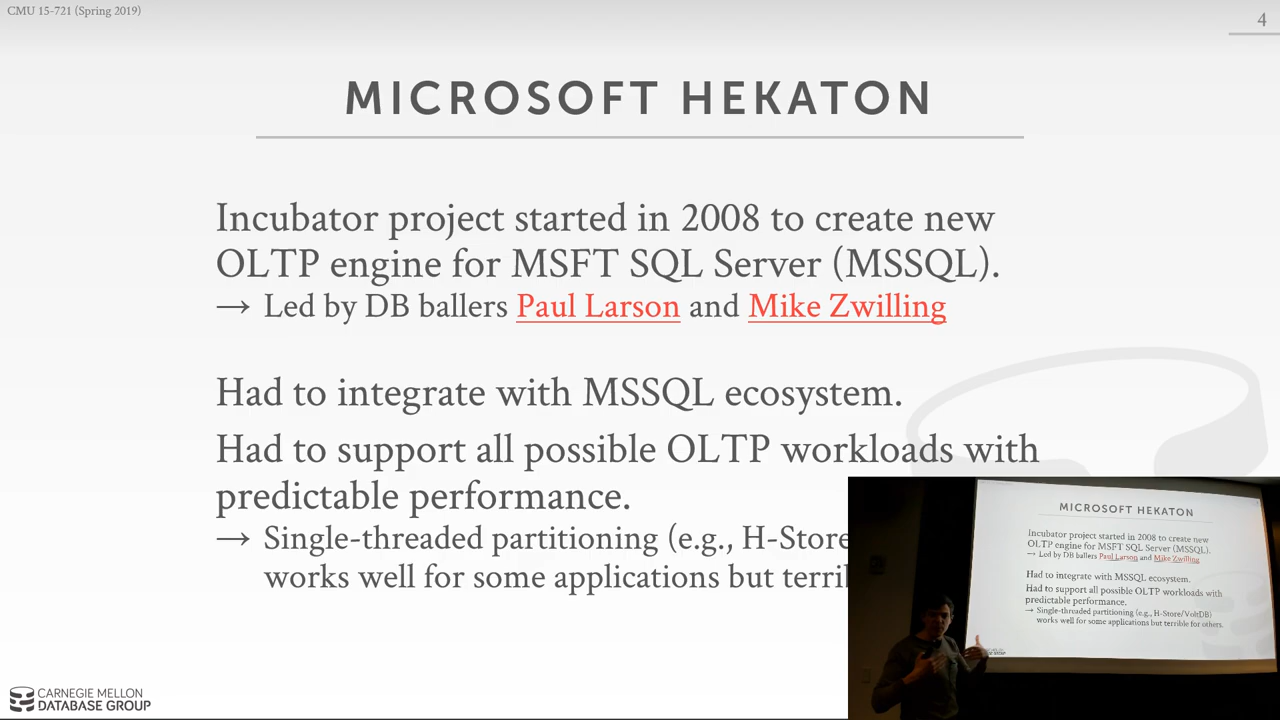 CMU 15-721 (Spring 2019)
4
MICROSOFT HEKATON
Incubator project started in 2008 to create new
OLTP engine for MSFT SQL Server (MSSQL).
→ Led by DB ballers Paul Larson and Mike Zwilling
Had to integrate with MSSQL ecosystem.
Had to support all possible OLTP workloads with
predictable performance.
→ Single-threaded partitioning (e.g., H-Store
works well for some applications but terrib
MICROSOFT HEKATON
Incubator project started in 2008 to create new
OLTP engine for MSFT SQL Server (MSSQL).
→ Led by DB ballers Paul Larson and Mike Zwilling
Had to integrate with MSSQL ecosystem.
Had to support all possible OLTP workloads with
predictable performance.
→ Single-threaded partitioning (e.g., H-Store/VoltDB)
works well for some applications but terrible for others.
CARNEGIE MELLON
DATABASE GROUP